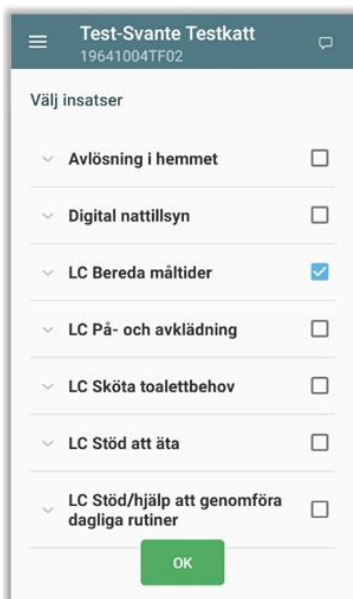 Test-Svante Testkatt
19641004TF02
Välj insatser
Avlösning i hemmet
Digital nattillsyn
LC Bereda måltider
LC På- och avklädning
LC Sköta toalettbehov
LC Stöd att äta
LC Stöd/hjälp att genomföra
dagliga rutiner
OK